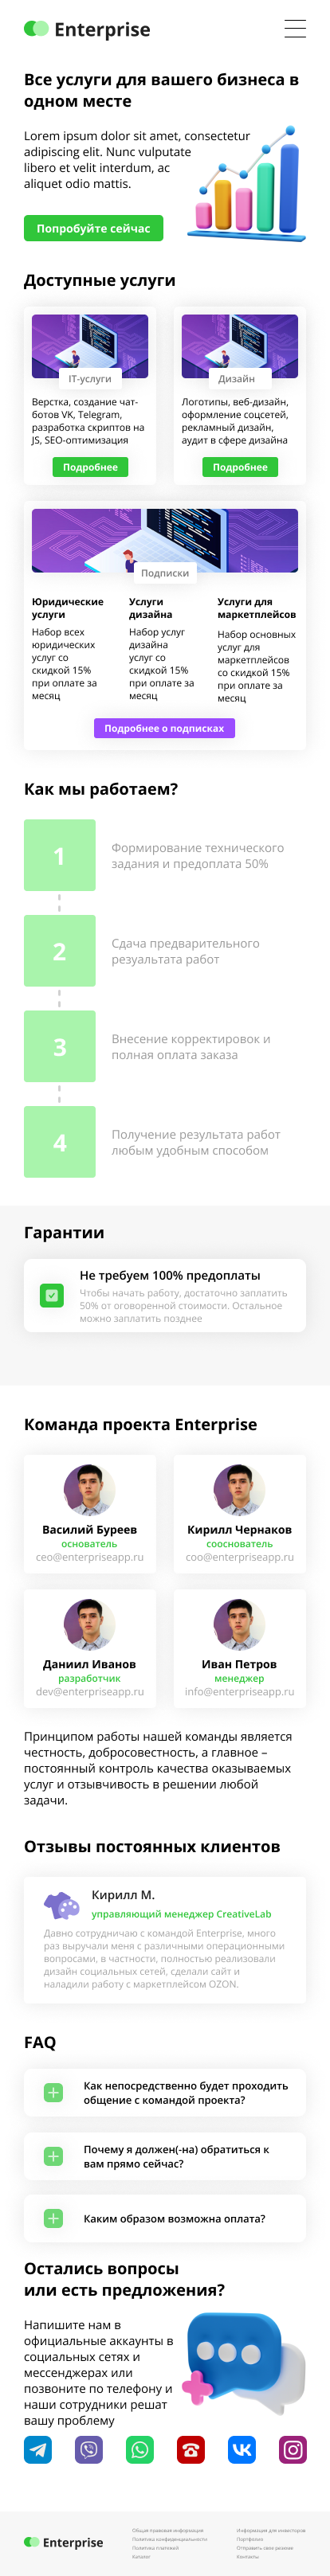 Enterprise
Все услуги для вашего бизнеса в
одном месте
Lorem ipsum dolor sit amet, consectetur
adipiscing elit. Nunc vulputate
libero et velit interdum, ac
aliquet odio mattis.
Попробуйте сейчас
Доступные услуги
IT-услуги
Верстка, создание чат-
ботов VK, Telegram,
разработка скриптов на
JS, SEO-оптимизация
Подробнее
Дизайн
Логотипы, веб-дизайн,
оформление соцсетей,
рекламный дизайн,
аудит в сфере дизайна
Подробнее
Подписки
Юридические
услуги
Набор всех
юридических
услуг со
скидкой 15%
при оплате за
месяц
Услуги
дизайна
Набор услуг
дизайна
услуг со
скидкой 15%
при оплате за
месяц
Услуги для
маркетплейсов
Набор основных
услуг для
маркетплейсов
со скидкой 15%
при оплате за
месяц
Подробнее о подписках
Как мы работаем?
1
Формирование технического
задания и предоплата 50%
2
Сдача предварительного
резуальтата работ
3
Внесение корректировок и
полная оплата заказа
4
Получение результата работ
любым удобным способом
Гарантии
Не требуем 100% предоплаты
Чтобы начать работу, достаточно заплатить
50% от оговоренной стоимости. Остальное
можно заплатить позднее
Команда проекта Enterprise
Василий Буреев
основатель
ceo@enterpriseapp.ru
Кирилл Чернаков
сооснователь
coo@enterpriseapp.ru
Даниил Иванов
разработчик
dev@enterpriseapp.ru
Иван Петров
менеджер
info@enterpriseapp.ru
Принципом работы нашей команды является
честность, добросовестность, а главное –
постоянный контроль качества оказываемых
услуг и отзывчивость в решении любой
задачи.
Отзывы постоянных клиентов
Кирилл М.
управляющий менеджер CreativeLab
Давно сотрудничаю с командой Enterprise, много
раз выручали меня с различными операционными
вопросами, в частности, полностью реализовали
дизайн социальных сетей, сделали сайт и
наладили работу с маркетплейсом OZON.
FAQ
Как непосредственно будет проходить
общение с командой проекта?
Почему я должен(-на) обратиться к
вам прямо сейчас?
Каким образом возможна оплата?
Остались вопросы
или есть предложения?
Напишите нам в
официальные аккаунты в
социальных сетях и
мессенджерах или
позвоните по телефону и
наши сотрудники решат
вашу проблему
Enterprise
Общая правовая информация
Политика конфиденциальности
Политика платежей
Каталог
Информация для инвесторов
Портфолио
Отправить свое резюме
Контакты